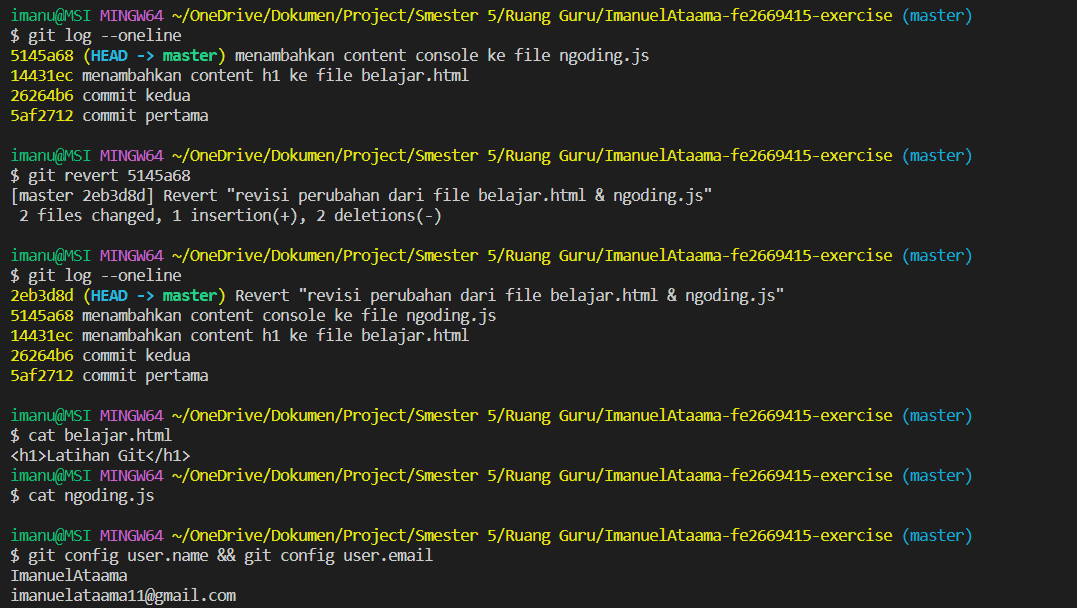 imanu@MSI MINGW64 ~/OneDrive/Dokumen/Project/Smester 5/Ruang Guru/ImanuelAtaama-fe2669415-exercise (master)
$ git log --oneline
5145a68 (HEAD -> master) menambahkan content console ke file ngoding.js
14431ec menambahkan content h1 ke file belajar.html
26264b6 commit kedua
5af2712 commit pertama

imanu@MSI MINGW64 ~/OneDrive/Dokumen/Project/Smester 5/Ruang Guru/ImanuelAtaama-fe2669415-exercise (master)
$ git revert 5145a68
[master 2eb3d8d] Revert "revisi perubahan dari file belajar.html & ngoding.js"
 2 files changed, 1 insertion(+), 2 deletions(-)

imanu@MSI MINGW64 ~/OneDrive/Dokumen/Project/Smester 5/Ruang Guru/ImanuelAtaama-fe2669415-exercise (master)
$ git log --oneline
2eb3d8d (HEAD -> master) Revert "revisi perubahan dari file belajar.html & ngoding.js"
5145a68 menambahkan content console ke file ngoding.js
14431ec menambahkan content h1 ke file belajar.html
26264b6 commit kedua
5af2712 commit pertama

imanu@MSI MINGW64 ~/OneDrive/Dokumen/Project/Smester 5/Ruang Guru/ImanuelAtaama-fe2669415-exercise (master)
$ cat belajar.html
<h1>Latihan Git</h1>
imanu@MSI MINGW64 ~/OneDrive/Dokumen/Project/Smester 5/Ruang Guru/ImanuelAtaama-fe2669415-exercise (master)
$ cat ngoding.js

imanu@MSI MINGW64 ~/OneDrive/Dokumen/Project/Smester 5/Ruang Guru/ImanuelAtaama-fe2669415-exercise (master)
$ git config user.name && git config user.email
ImanuelAtaama
imanuelataama11@gmail.com